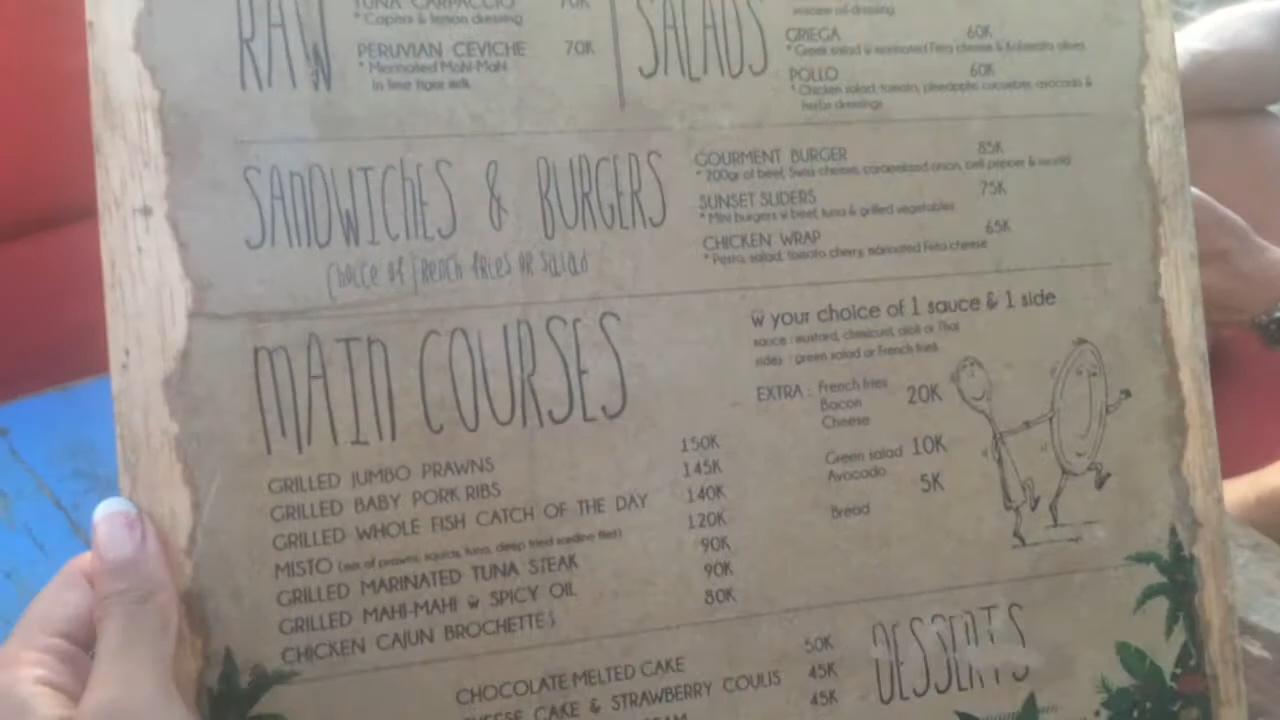 RAW
TUNA CARPACCIO 70K
* Capers & lemon dressing
PERUVIAN CEVICHE 70K
* Marinated Mahi-Mahi
in lime tiger milk
SALADS
GRIEGA 60K
* Greek salad w marinated Feta cheese & Kalamata olives
POLLO 60K
* Chicken salad, tomato, pineapple, cucumber, avocado &
herbs dressings
SANDWICHES & BURGERS
Choice of French fries OR Salad
GOURMENT BURGER 85K
* 200gr of beef, Swiss cheese, caramelized onion, bell pepper &
SUNSET SLIDERS 75K
* Mini burgers w beef, tuna & grilled vegetables
CHICKEN WRAP 65K
* Pesto, salad, tomato cherry, marinated Feta cheese
MAIN COURSES
w your choice of 1 sauce & 1 side
sauce : mustard, chimichuri, aioli or Thai
sides : green salad or French fries
EXTRA : French fries
Bacon 20K
Cheese
Green salad 10K
Avocado
Bread 5K
GRILLED JUMBO PRAWNS 150K
GRILLED BABY PORK RIBS 145K
GRILLED WHOLE FISH CATCH OF THE DAY 140K
MISTO (mix of prawns, squids, tuna, deep fried sardine filet) 120K
GRILLED MARINATED TUNA STEAK 90K
GRILLED MAHI-MAHI w SPICY OIL 90K
CHICKEN CAJUN BROCHETTES 80K
DESSERTS
CHOCOLATE MELTED CAKE 50K
CHEESE CAKE & STRAWBERRY COULIS 45K
45K